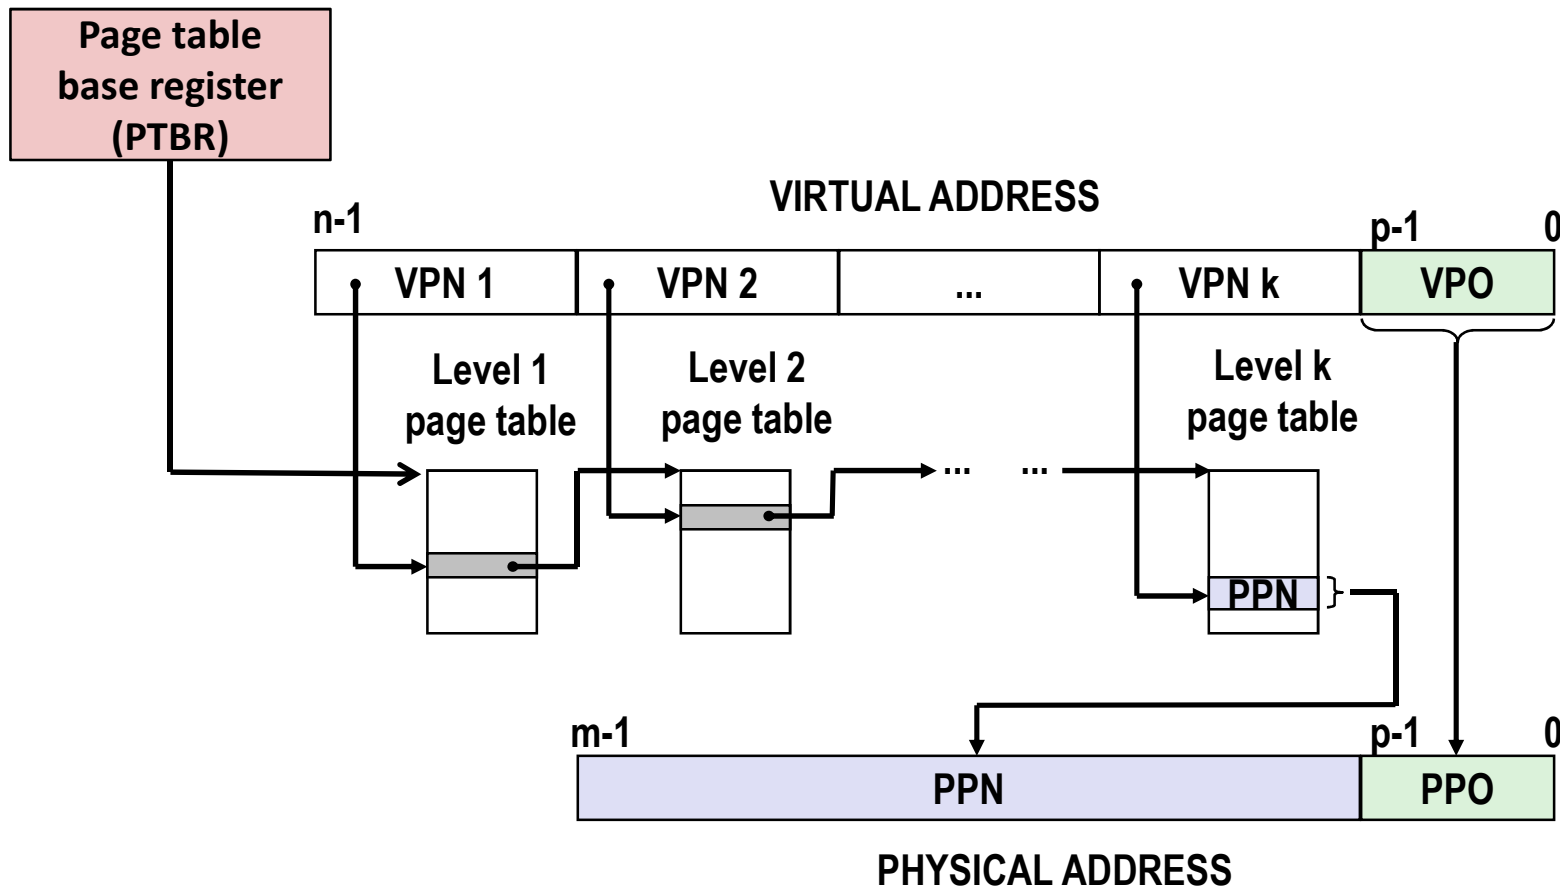 Page table
base register
(PTBR)
VIRTUAL ADDRESS
n-1
p-1
0
VPN 1
VPN 2
...
VPN k
VPO
Level 1
page table
Level 2
page table
Level k
page table
...
...
PPN
m-1
p-1
0
PPN
PPO
PHYSICAL ADDRESS